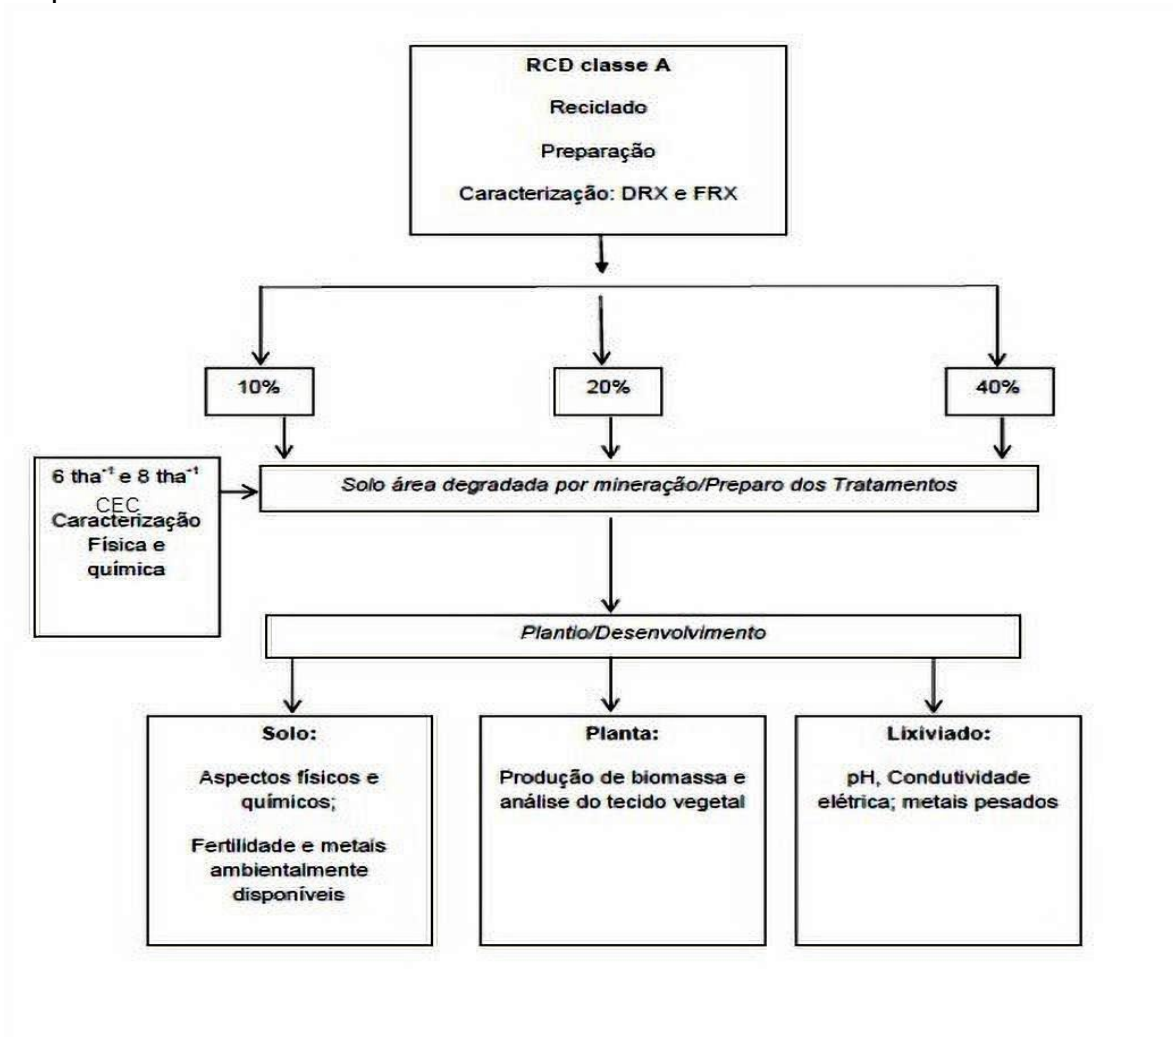 RCD classe A
Reciclado
Preparação
Caracterização: DRX e FRX
10%
20%
40%
6 tha⁻¹ e 8 tha⁻¹
CEC
Caracterização
Física e
química
Solo área degradada por mineração/Preparo dos Tratamentos
Plantio/Desenvolvimento
Solo:
Aspectos físicos e
químicos;
Fertilidade e metais
ambientalmente
disponíveis
Planta:
Produção de biomassa e
análise do tecido vegetal
Lixiviado:
pH, Condutividade
elétrica; metais pesados